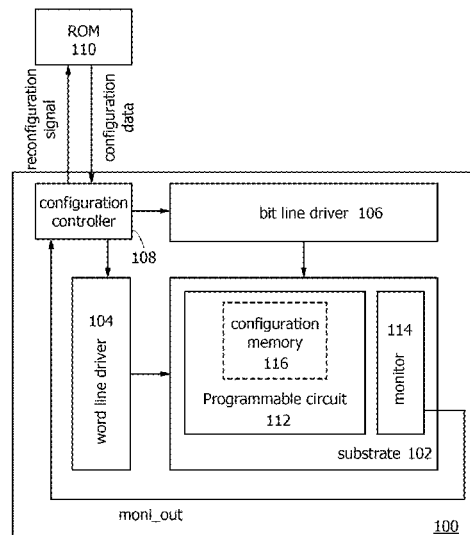 ROM
110
reconfiguration
signal
configuration
data
configuration
controller
108
bit line driver 106
104
word line driver
configuration
memory
116
Programmable circuit
112
114
monitor
substrate 102
moni_out
100